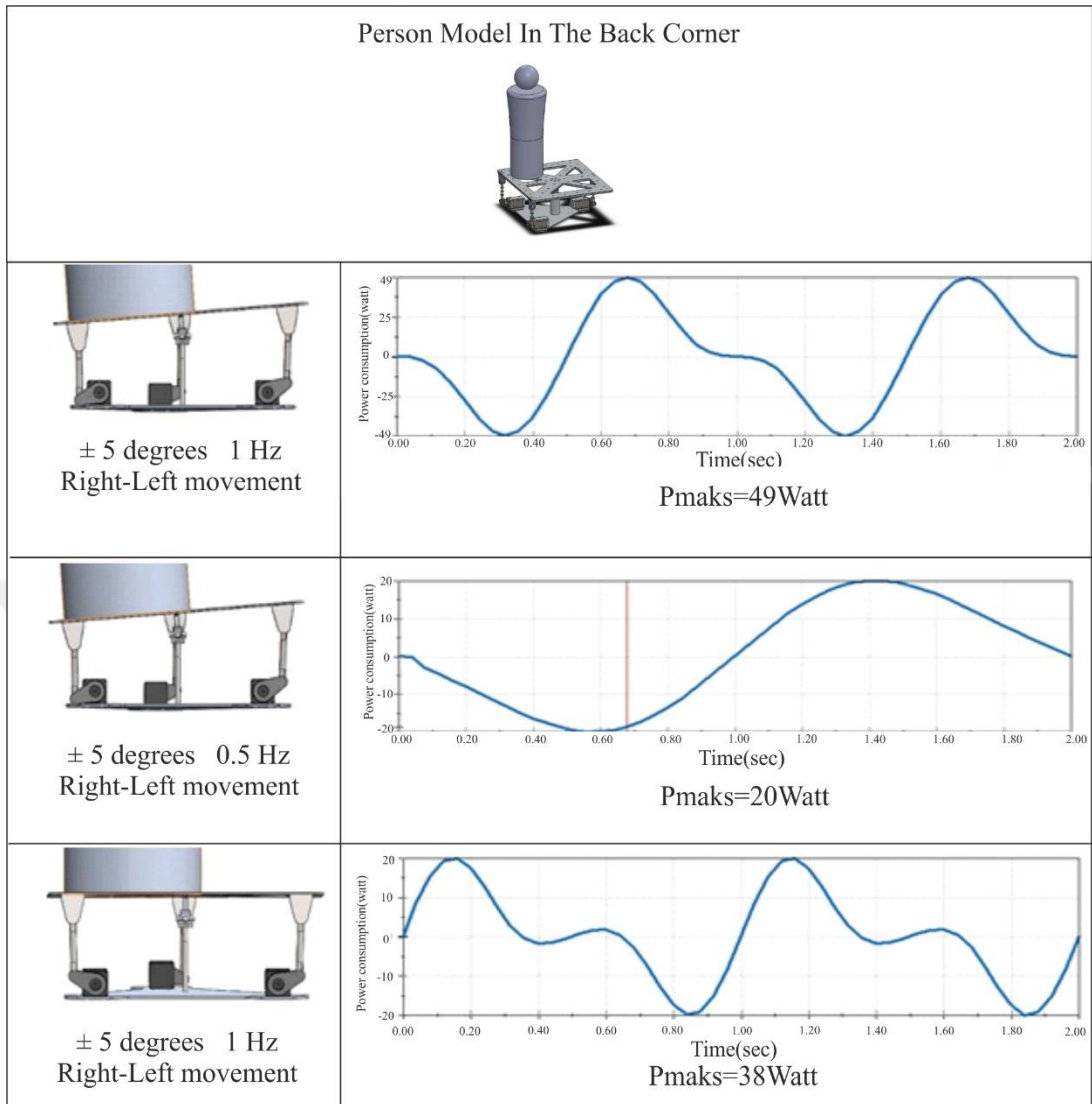 Person Model In The Back Corner
± 5 degrees 1 Hz
Right-Left movement
Power consumption(watt)
49
25
0
-25
-49
0.00 0.20 0.40 0.60 0.80 1.00 1.20 1.40 1.60 1.80 2.00
Time(sec)
Pmaks=49Watt
± 5 degrees 0.5 Hz
Right-Left movement
Power consumption(watt)
20
10
0
-10
-20
0.00 0.20 0.40 0.60 0.80 1.00 1.20 1.40 1.60 1.80 2.00
Time(sec)
Pmaks=20Watt
± 5 degrees 1 Hz
Right-Left movement
Power consumption(watt)
20
10
0
-10
-20
0.00 0.20 0.40 0.60 0.80 1.00 1.20 1.40 1.60 1.80 2.00
Time(sec)
Pmaks=38Watt